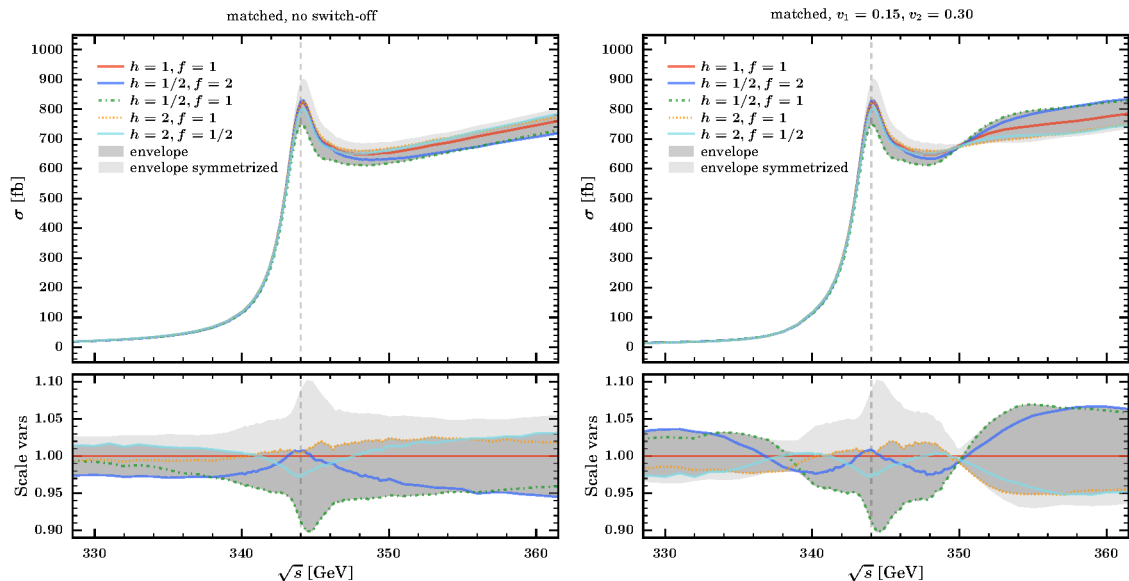 matched, no switch-off
1000
900
800
700
600
500
400
300
200
100
0
σ [fb]
h = 1, f = 1
h = 1/2, f = 2
h = 1/2, f = 1
h = 2, f = 1
h = 2, f = 1/2
envelope
envelope symmetrized
1.10
1.05
1.00
0.95
0.90
Scale vars
330
340
350
360
√s [GeV]
matched, v₁ = 0.15, v₂ = 0.30
1000
900
800
700
600
500
400
300
200
100
0
σ [fb]
h = 1, f = 1
h = 1/2, f = 2
h = 1/2, f = 1
h = 2, f = 1
h = 2, f = 1/2
envelope
envelope symmetrized
1.10
1.05
1.00
0.95
0.90
Scale vars
330
340
350
360
√s [GeV]